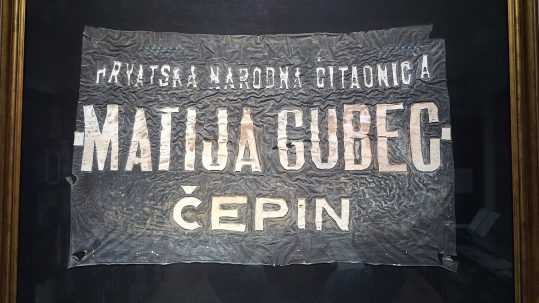 HRVATSKA NARODNA ČITAONICA
-MATIJA GUBEC-
ČEPIN